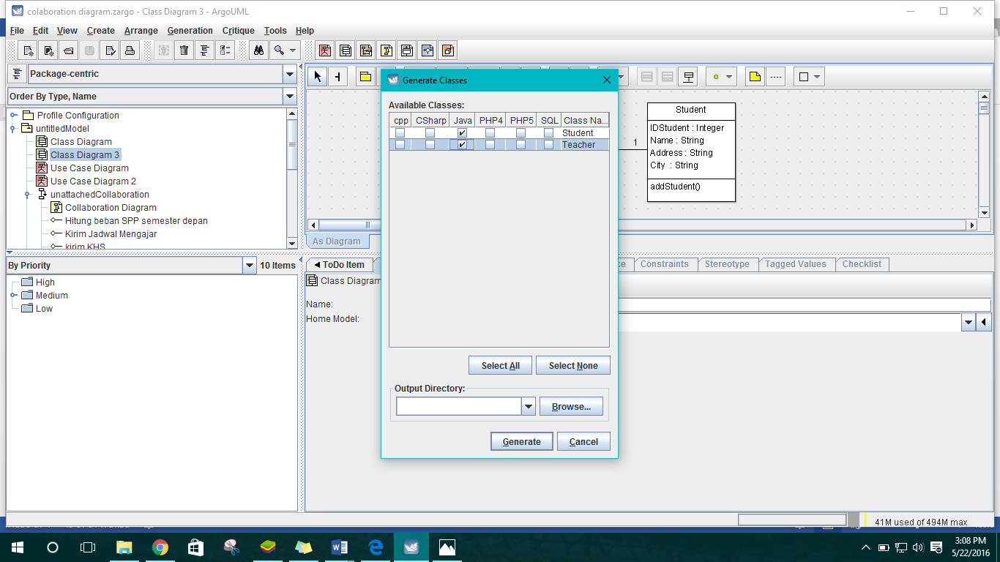 colaboration diagram.zargo - Class Diagram 3 - ArgoUML
File Edit View Create Arrange Generation Critique Tools Help
Package-centric
Order By Type, Name
Profile Configuration
untitledModel
Class Diagram
Class Diagram 3
Use Case Diagram
Use Case Diagram 2
unattachedCollaboration
Collaboration Diagram
Hitung beban SPP semester depan
Kirim Jadwal Mengajar
kirim KHS
By Priority
10 Items
High
Medium
Low
Generate Classes
Available Classes:
cpp CSharp Java PHP4 PHP5 SQL Class Na...
Student
Teacher
Select All Select None
Output Directory:
Browse...
Generate Cancel
1
Student
IDStudent : Integer
Name : String
Address : String
City : String
addStudent()
As Diagram
ToDo Item
Constraints Stereotype Tagged Values Checklist
Class Diagram
Name:
Home Model:
41M used of 494M max
3:08 PM
5/22/2016